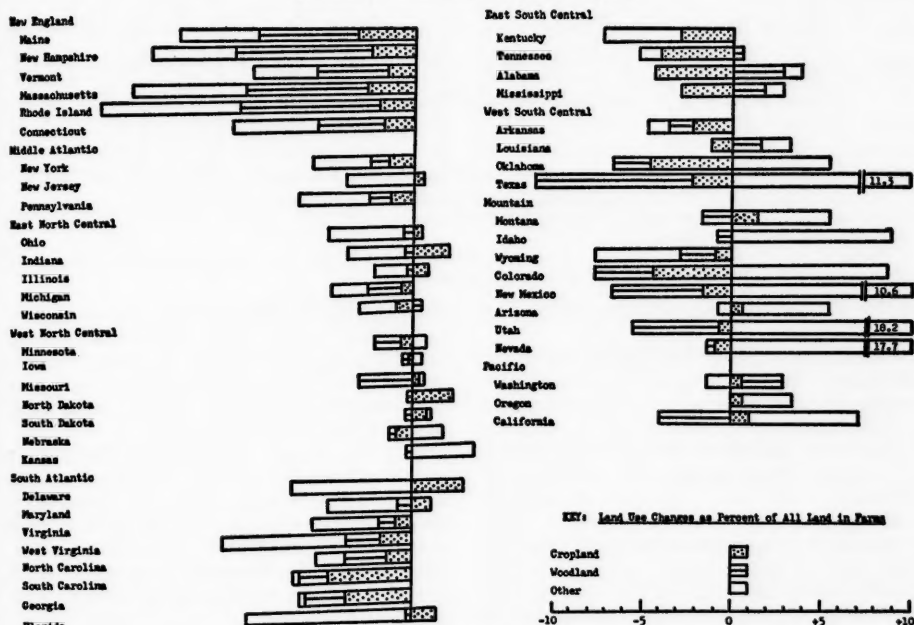 New England
Maine
New Hampshire
Vermont
Massachusetts
Rhode Island
Connecticut
Middle Atlantic
New York
New Jersey
Pennsylvania
East North Central
Ohio
Indiana
Illinois
Michigan
Wisconsin
West North Central
Minnesota
Iowa
Missouri
North Dakota
South Dakota
Nebraska
Kansas
South Atlantic
Delaware
Maryland
Virginia
West Virginia
North Carolina
South Carolina
Georgia
East South Central
Kentucky
Tennessee
Alabama
Mississippi
West South Central
Arkansas
Louisiana
Oklahoma
Texas 11.3
Mountain
Montana
Idaho
Wyoming
Colorado
New Mexico 10.6
Arizona
Utah 18.2
Nevada 17.7
Pacific
Washington
Oregon
California
KEY: Land Use Changes as Percent of All Land in Farms
Cropland
Woodland
Other
-10 -5 0 +5 +10